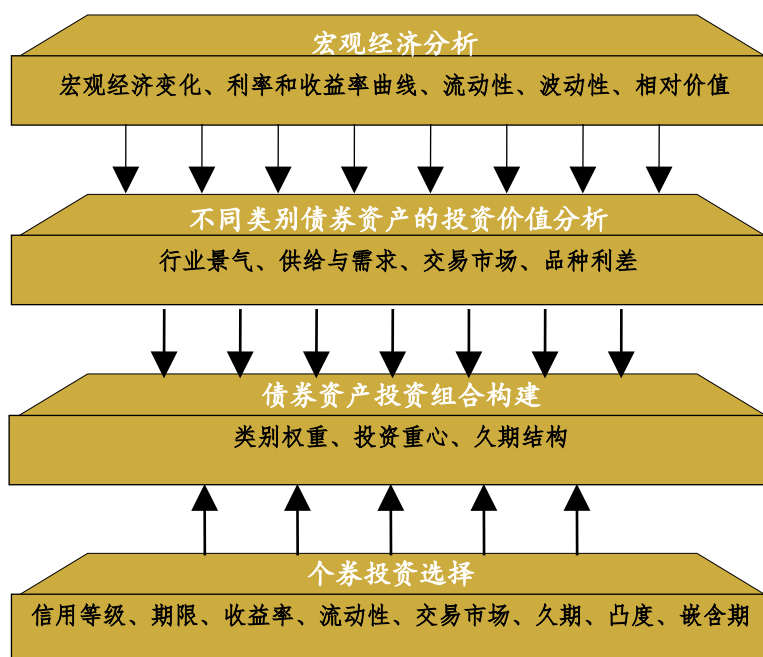 宏观经济分析
宏观经济变化、利率和收益率曲线、流动性、波动性、相对价值
不同类别债券资产的投资价值分析
行业景气、供给与需求、交易市场、品种利差
债券资产投资组合构建
类别权重、投资重心、久期结构
个券投资选择
信用等级、期限、收益率、流动性、交易市场、久期、凸度、嵌含期